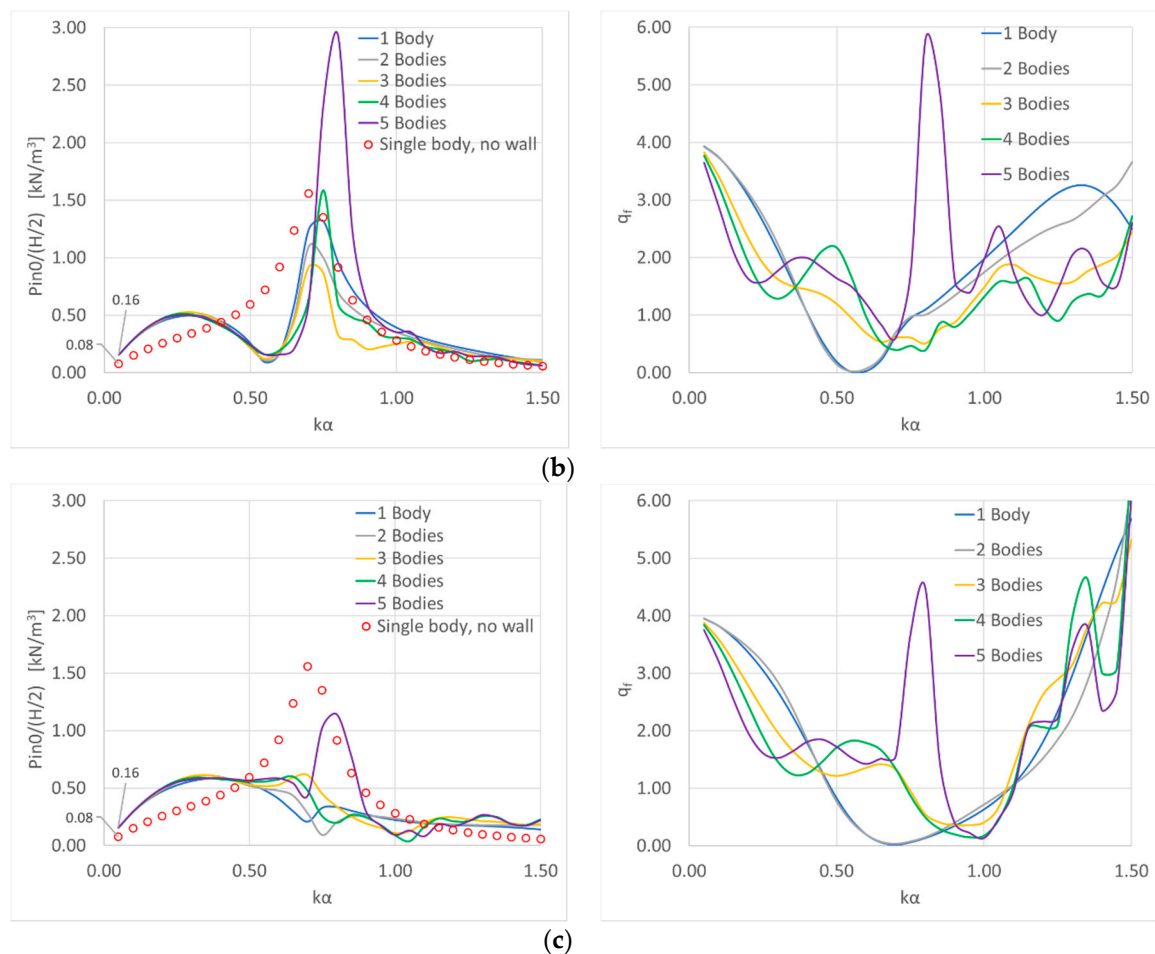 3.00
2.50
2.00
1.50
1.00
0.50
0.00
Pin0/(H/2) [kN/m³]
0.16
0.08
1 Body
2 Bodies
3 Bodies
4 Bodies
5 Bodies
Single body, no wall
0.00 0.50 1.00 1.50
kα
6.00
5.00
4.00
3.00
2.00
1.00
0.00
qf
1 Body
2 Bodies
3 Bodies
4 Bodies
5 Bodies
0.00 0.50 1.00 1.50
kα
(b)
3.00
2.50
2.00
1.50
1.00
0.50
0.00
Pin0/(H/2) [kN/m³]
0.16
0.08
1 Body
2 Bodies
3 Bodies
4 Bodies
5 Bodies
Single body, no wall
0.00 0.50 1.00 1.50
kα
6.00
5.00
4.00
3.00
2.00
1.00
0.00
qf
1 Body
2 Bodies
3 Bodies
4 Bodies
5 Bodies
0.00 0.50 1.00 1.50
kα
(c)